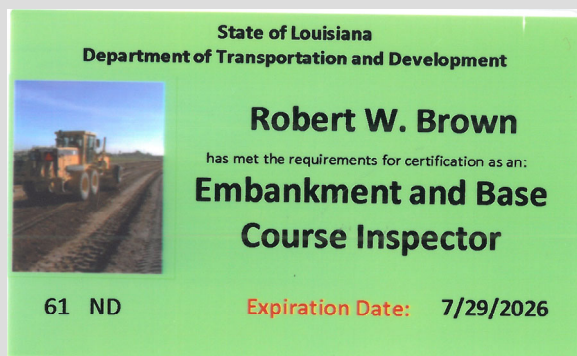 State of Louisiana
Department of Transportation and Development
Robert W. Brown
has met the requirements for certification as an:
Embankment and Base
Course Inspector
61 ND
Expiration Date: 7/29/2026